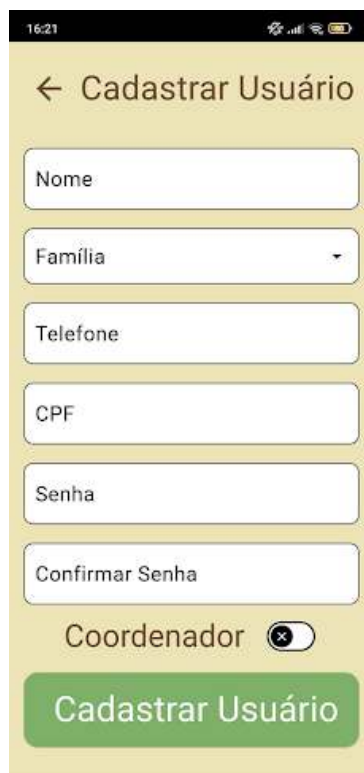 16:21
Cadastrar Usuário
Nome
Família
Telefone
CPF
Senha
Confirmar Senha
Coordenador
Cadastrar Usuário